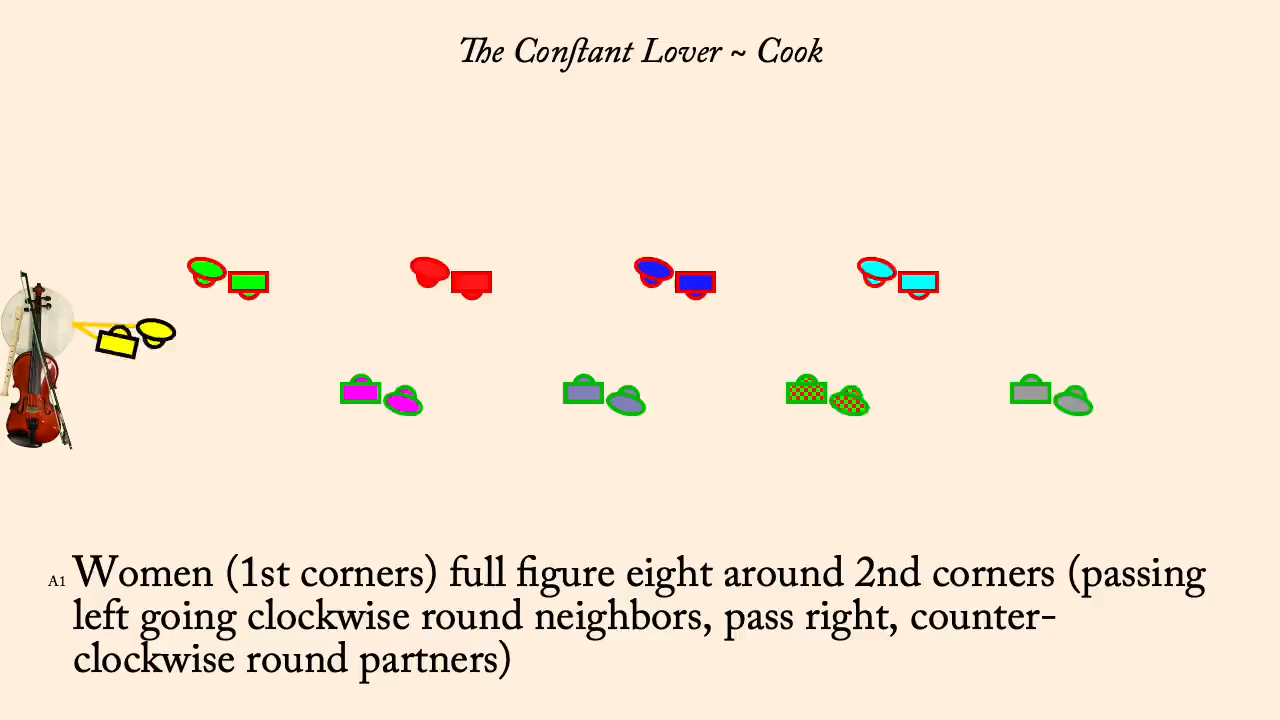 The Conſtant Lover ~ Cook
A1 Women (1st corners) full figure eight around 2nd corners (passing
left going clockwise round neighbors, pass right, counter-
clockwise round partners)